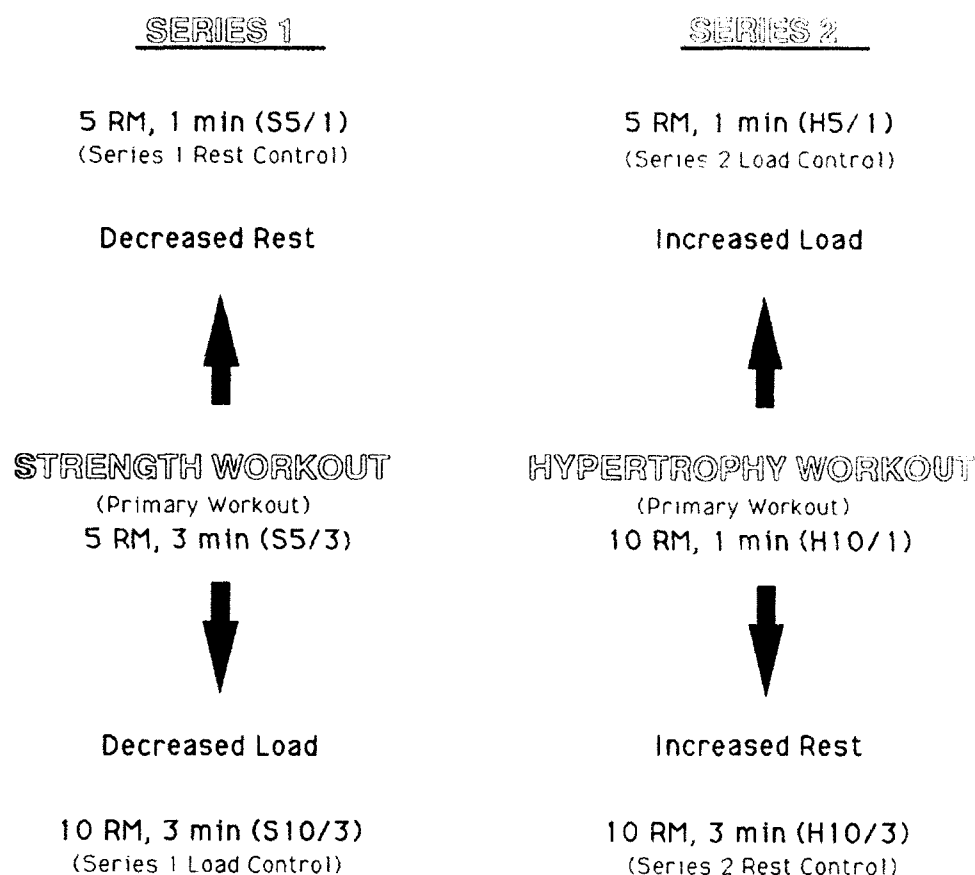 SERIES 1
5 RM, 1 min (S5/1)
(Series 1 Rest Control)
Decreased Rest
STRENGTH WORKOUT
(Primary Workout)
5 RM, 3 min (S5/3)
Decreased Load
10 RM, 3 min (S10/3)
(Series 1 Load Control)
SERIES 2
5 RM, 1 min (H5/1)
(Series 2 Load Control)
Increased Load
HYPERTROPHY WORKOUT
(Primary Workout)
10 RM, 1 min (H10/1)
Increased Rest
10 RM, 3 min (H10/3)
(Series 2 Rest Control)